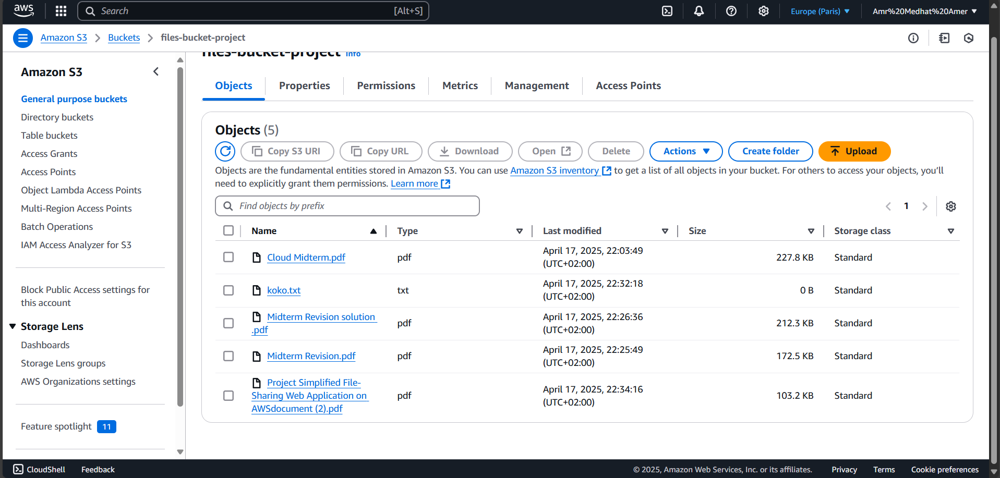 aws
Search
[Alt+S]
Europe (Paris)
Amr%20Medhat%20Amer
Amazon S3
Buckets
files-bucket-project
files-bucket-project Info
Amazon S3
General purpose buckets
Directory buckets
Table buckets
Access Grants
Access Points
Object Lambda Access Points
Multi-Region Access Points
Batch Operations
IAM Access Analyzer for S3
Block Public Access settings for
this account
Storage Lens
Dashboards
Storage Lens groups
AWS Organizations settings
Feature spotlight 11
Objects Properties Permissions Metrics Management Access Points
Objects (5)
Copy S3 URI Copy URL Download Open Delete Actions Create folder Upload
Objects are the fundamental entities stored in Amazon S3. You can use Amazon S3 inventory to get a list of all objects in your bucket. For others to access your objects, you’ll
need to explicitly grant them permissions. Learn more
Find objects by prefix
1
Name Type Last modified Size Storage class
Cloud Midterm.pdf pdf April 17, 2025, 22:03:49
(UTC+02:00) 227.8 KB Standard
koko.txt txt April 17, 2025, 22:32:18
(UTC+02:00) 0 B Standard
Midterm Revision solution
.pdf pdf April 17, 2025, 22:26:36
(UTC+02:00) 212.3 KB Standard
Midterm Revision.pdf pdf April 17, 2025, 22:25:49
(UTC+02:00) 172.5 KB Standard
Project Simplified File-
Sharing Web Application on
AWSdocument (2).pdf pdf April 17, 2025, 22:34:16
(UTC+02:00) 103.2 KB Standard
CloudShell Feedback © 2025, Amazon Web Services, Inc. or its affiliates. Privacy Terms Cookie preferences